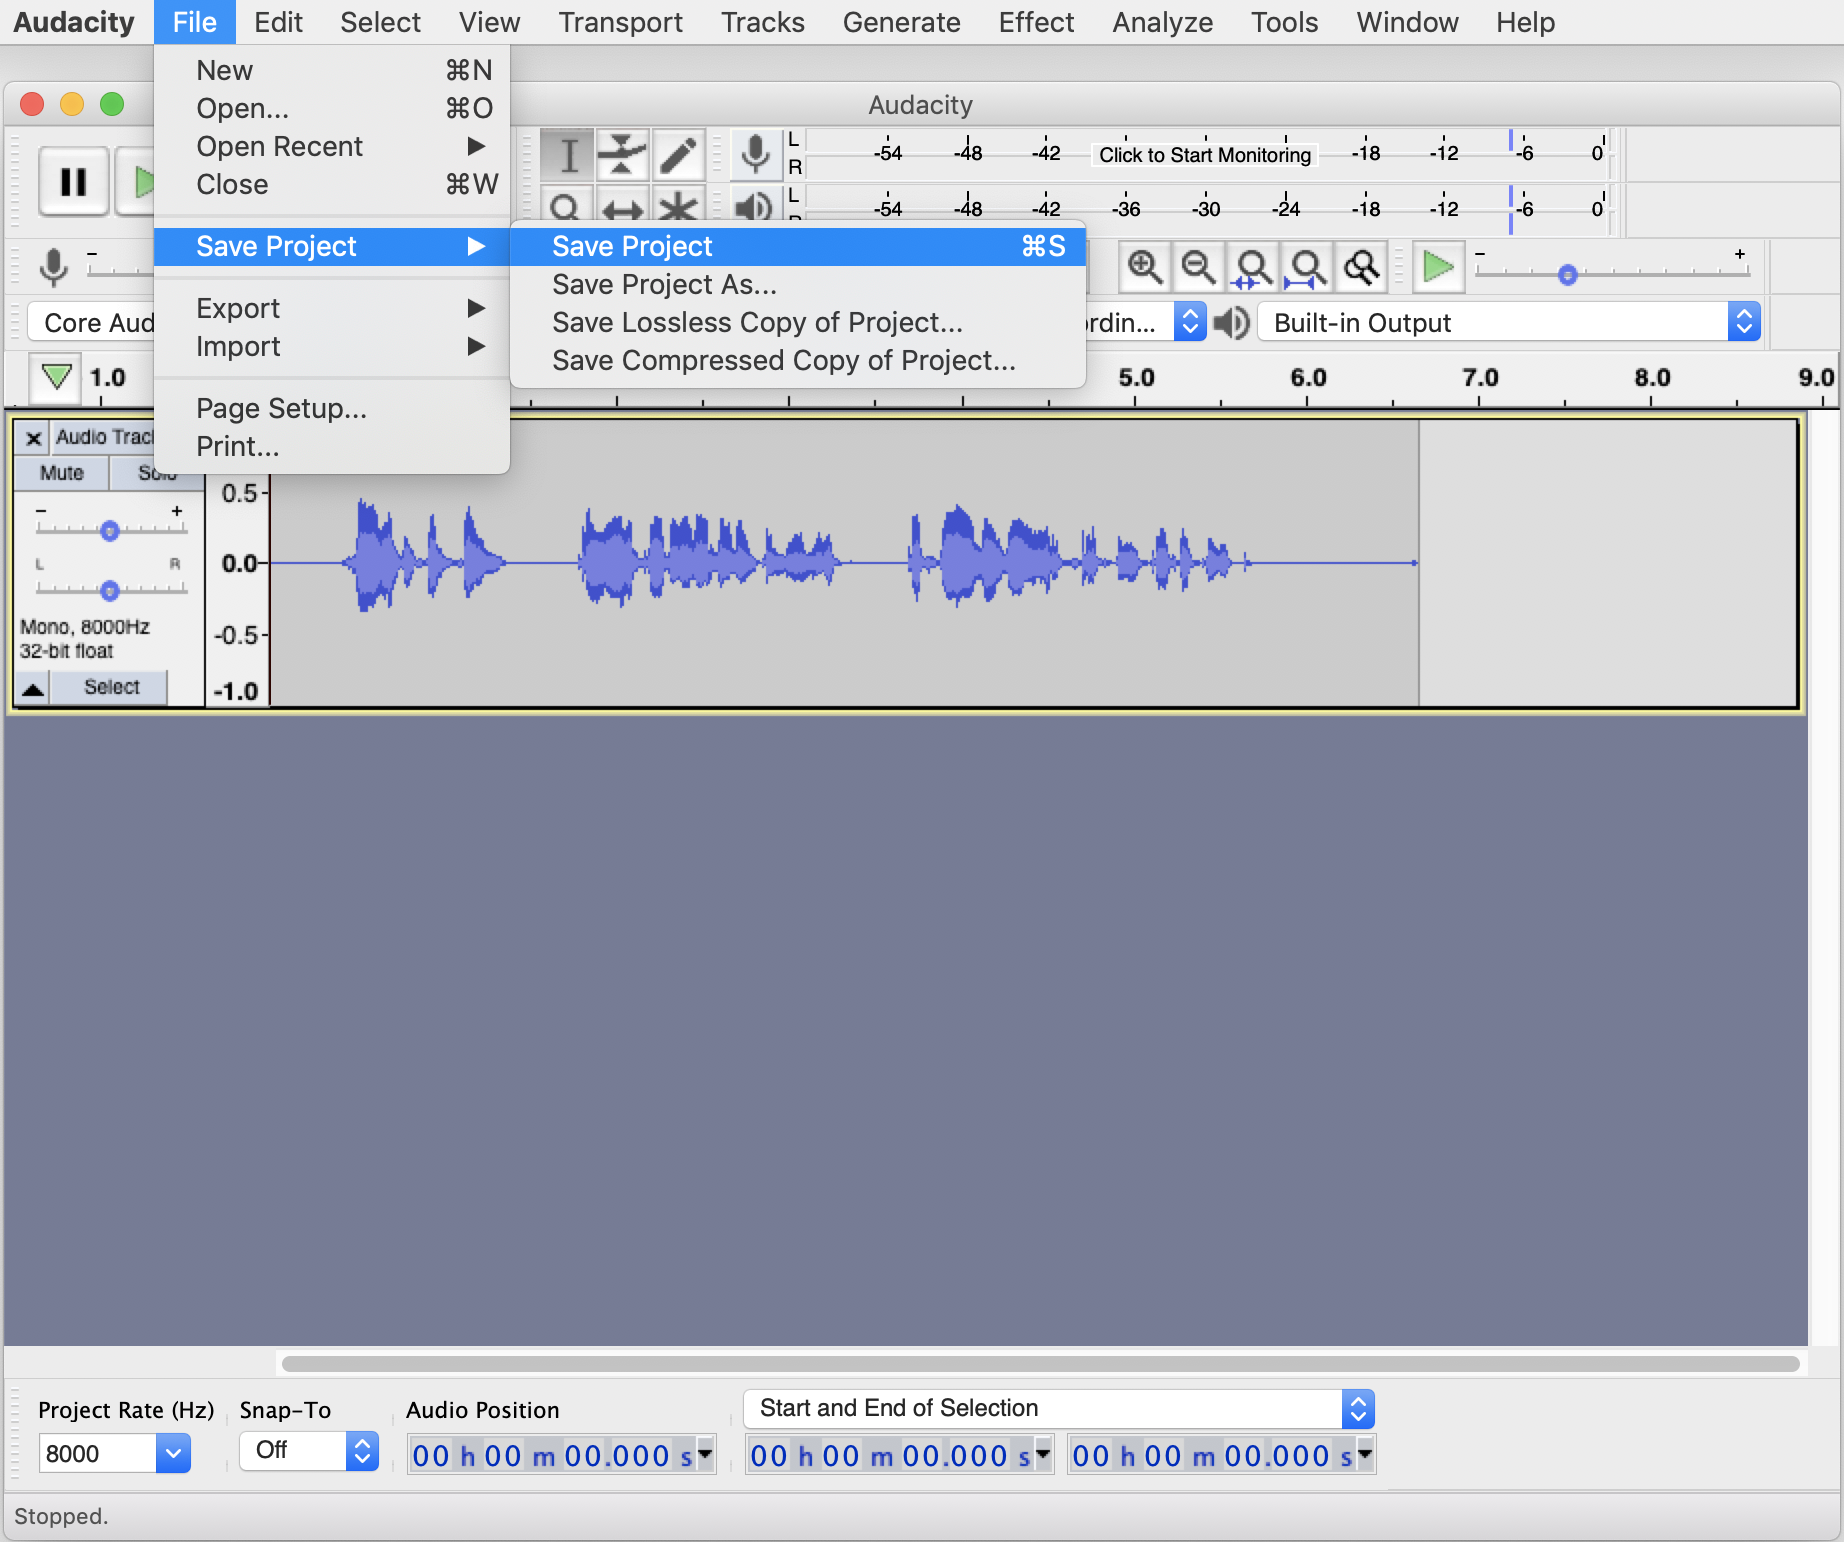 Audacity File Edit Select View Transport Tracks Generate Effect Analyze Tools Window Help
Audacity
New ⌘N
Open... ⌘O
Open Recent
Close ⌘W
Save Project
Export
Import
Page Setup...
Print...
Save Project ⌘S
Save Project As...
Save Lossless Copy of Project...
Save Compressed Copy of Project...
L
R
-54 -48 -42 Click to Start Monitoring -18 -12 -6 0
L
-54 -48 -42 -36 -30 -24 -18 -12 -6 0
- +
-
Core Aud
rdin...
Built-in Output
1.0 5.0 6.0 7.0 8.0 9.0
Audio Trac
Mute Solo
- +
L R
Mono, 8000Hz
32-bit float
Select
0.5
0.0
-0.5
-1.0
Project Rate (Hz) Snap-To Audio Position Start and End of Selection
8000 Off 00 h 00 m 00.000 s 00 h 00 m 00.000 s 00 h 00 m 00.000 s
Stopped.